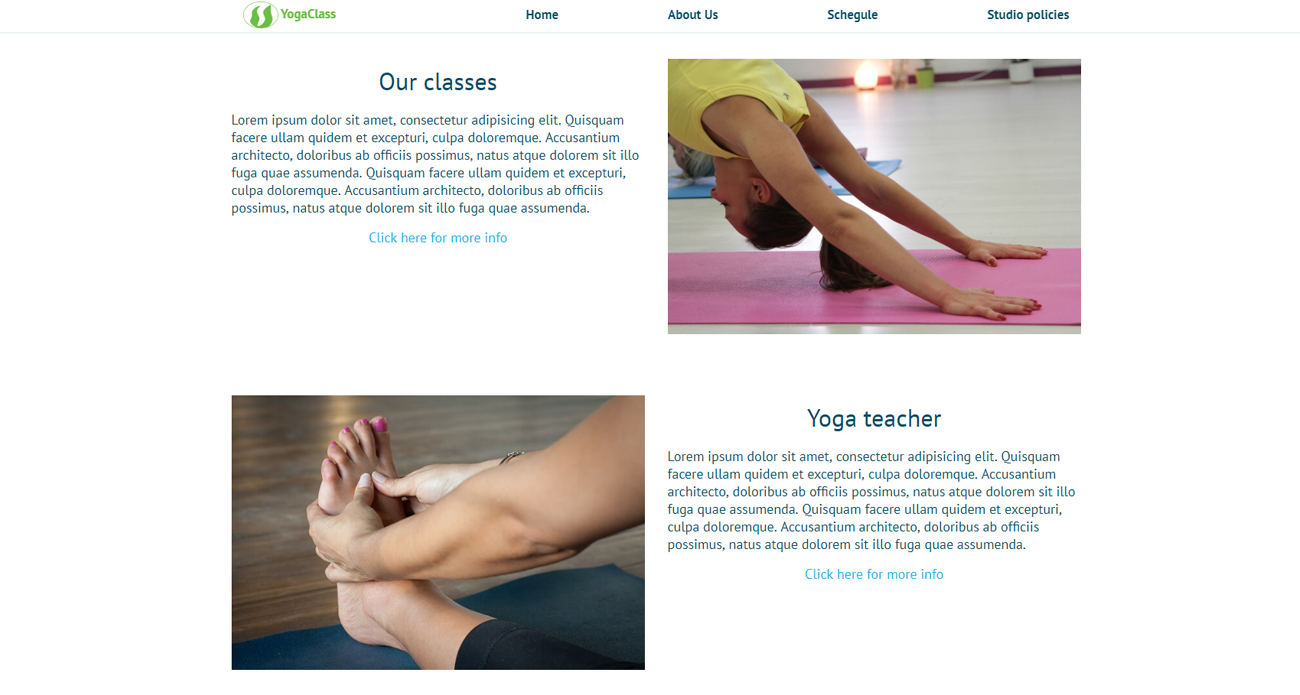 YogaClass
Home
About Us
Schegule
Studio policies
Our classes
Lorem ipsum dolor sit amet, consectetur adipisicing elit. Quisquam
facere ullam quidem et excepturi, culpa doloremque. Accusantium
architecto, doloribus ab officiis possimus, natus atque dolorem sit illo
fuga quae assumenda. Quisquam facere ullam quidem et excepturi,
culpa doloremque. Accusantium architecto, doloribus ab officiis
possimus, natus atque dolorem sit illo fuga quae assumenda.
Click here for more info
Yoga teacher
Lorem ipsum dolor sit amet, consectetur adipisicing elit. Quisquam
facere ullam quidem et excepturi, culpa doloremque. Accusantium
architecto, doloribus ab officiis possimus, natus atque dolorem sit illo
fuga quae assumenda. Quisquam facere ullam quidem et excepturi,
culpa doloremque. Accusantium architecto, doloribus ab officiis
possimus, natus atque dolorem sit illo fuga quae assumenda.
Click here for more info